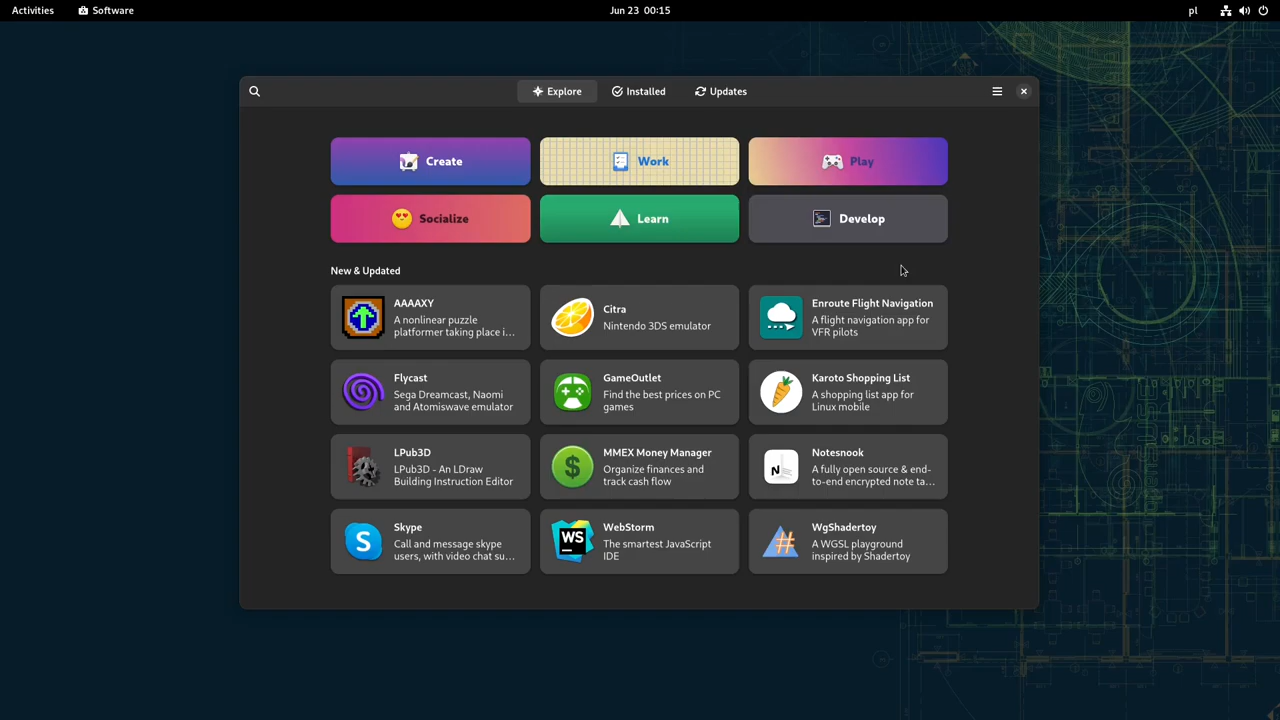 Activities
Software
Jun 23 00:15
pl
Explore
Installed
Updates
Create
Work
Play
Socialize
Learn
Develop
New & Updated
AAAAXY
A nonlinear puzzle
platformer taking place i...
Citra
Nintendo 3DS emulator
Enroute Flight Navigation
A flight navigation app for
VFR pilots
Flycast
Sega Dreamcast, Naomi
and Atomiswave emulator
GameOutlet
Find the best prices on PC
games
Karoto Shopping List
A shopping list app for
Linux mobile
LPub3D
LPub3D - An LDraw
Building Instruction Editor
MMEX Money Manager
Organize finances and
track cash flow
N
Notesnook
A fully open source & end-
to-end encrypted note ta...
S
Skype
Call and message skype
users, with video chat su...
WS
WebStorm
The smartest JavaScript
IDE
#
WgShadertoy
A WGSL playground
inspired by Shadertoy